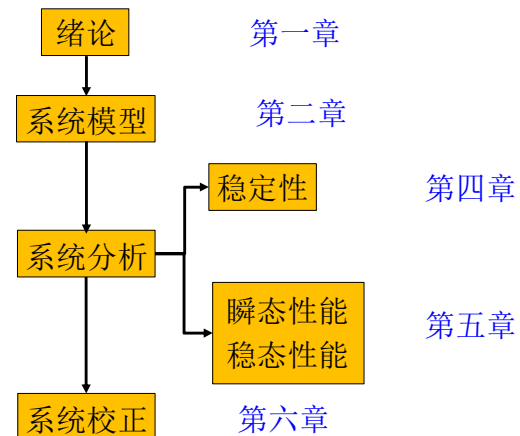 绪论
第一章
系统模型
第二章
稳定性
第四章
系统分析
瞬态性能
稳态性能
第五章
系统校正
第六章